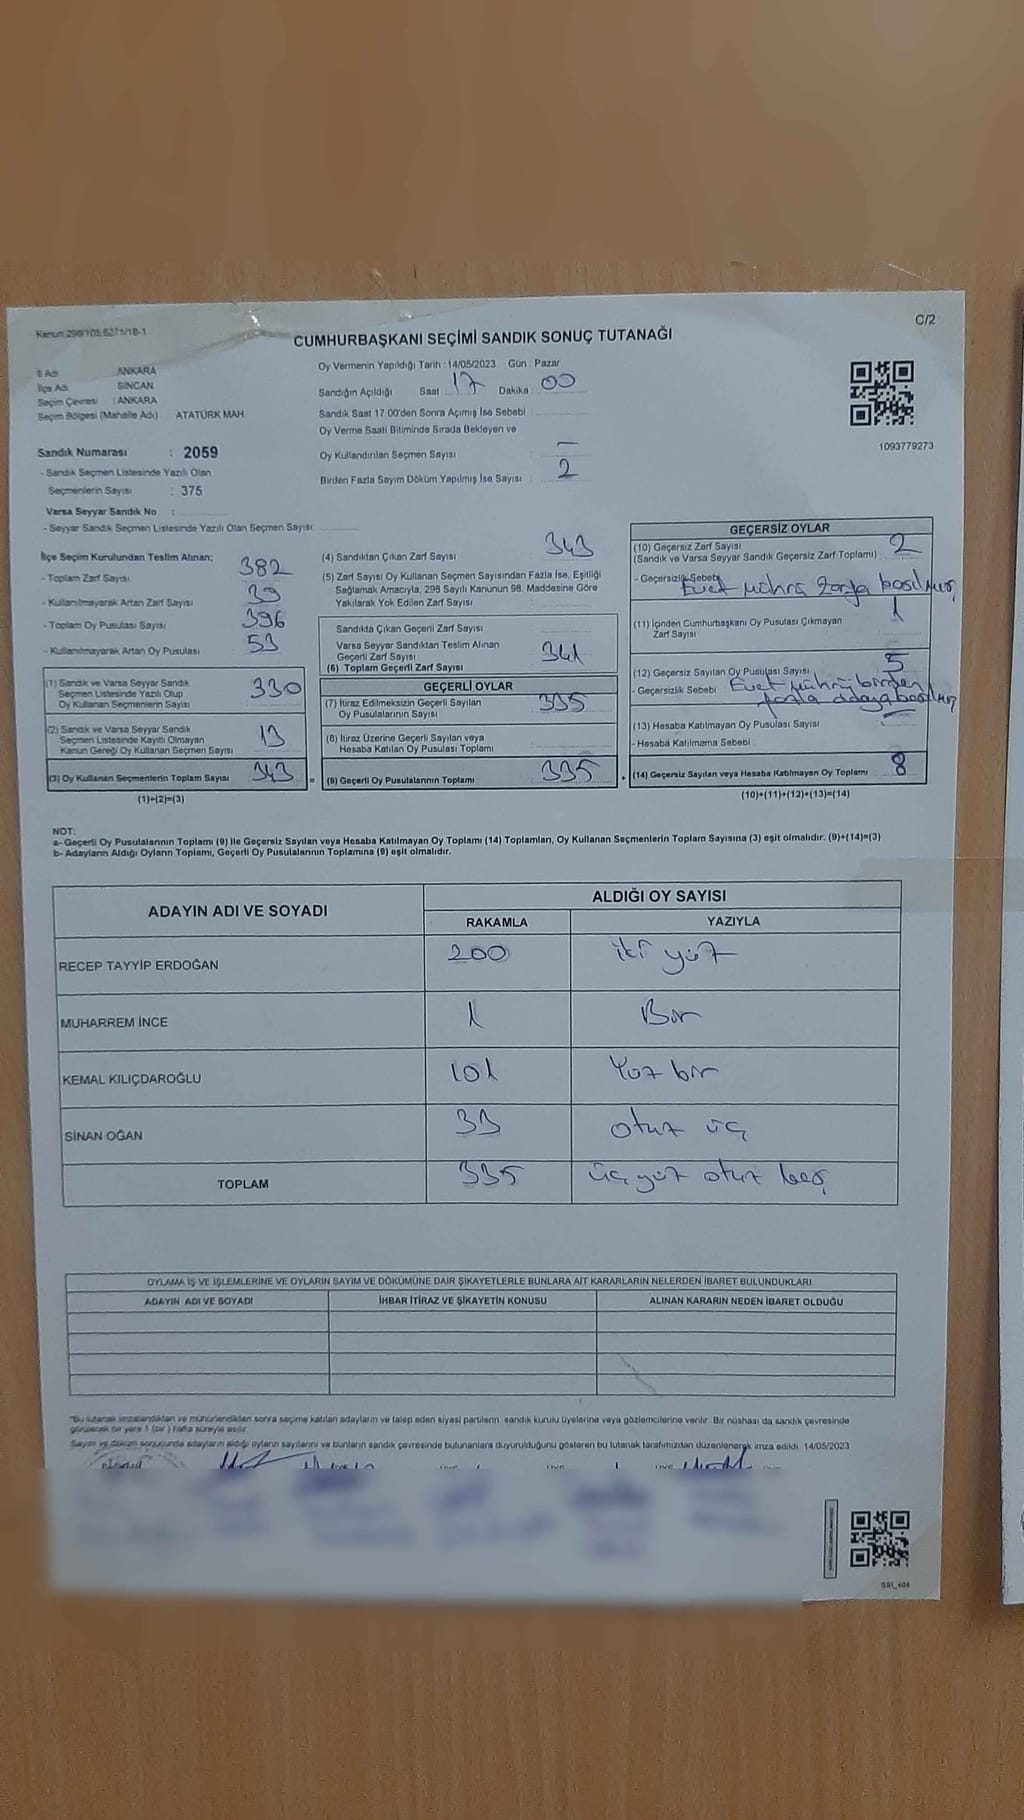 Kanun:298/105,6271/18-1
C/2
CUMHURBAŞKANI SEÇİMİ SANDIK SONUÇ TUTANAĞI
İl Adı : ANKARA
İlçe Adı : SİNCAN
Seçim Çevresi : ANKARA
Seçim Bölgesi (Mahalle Adı) ATATÜRK MAH.
Sandık Numarası : 2059
- Sandık Seçmen Listesinde Yazılı Olan
Seçmenlerin Sayısı : 375
Varsa Seyyar Sandık No :
- Seyyar Sandık Seçmen Listesinde Yazılı Olan Seçmen Sayısı:
Oy Vermenin Yapıldığı Tarih : 14/05/2023 Gün : Pazar
Sandığın Açıldığı Saat 17 Dakika : 00
Sandık Saat 17.00'den Sonra Açımış İse Sebebi :
Oy Verme Saati Bitiminde Sırada Bekleyen ve
Oy Kullandırılan Seçmen Sayısı : —
Birden Fazla Sayım Döküm Yapılmış İse Sayısı : 2
1093779273
İlçe Seçim Kurulundan Teslim Alınan;
- Toplam Zarf Sayısı 382
- Kullanılmayarak Artan Zarf Sayısı 39
- Toplam Oy Pusulası Sayısı 396
- Kullanılmayarak Artan Oy Pusulası 53
(1) Sandık ve Varsa Seyyar Sandık
Seçmen Listesinde Yazılı Olup
Oy Kullanan Seçmenlerin Sayısı 330
(2) Sandık ve Varsa Seyyar Sandık
Seçmen Listesinde Kayıtlı Olmayan
Kanun Gereği Oy Kullanan Seçmen Sayısı 13
(3) Oy Kullanan Seçmenlerin Toplam Sayısı 343
(1)+(2)=(3)
(4) Sandıktan Çıkan Zarf Sayısı 343
(5) Zarf Sayısı Oy Kullanan Seçmen Sayısından Fazla İse, Eşitliği
Sağlamak Amacıyla, 298 Sayılı Kanunun 98. Maddesine Göre
Yakılarak Yok Edilen Zarf Sayısı
Sandıkta Çıkan Geçerli Zarf Sayısı
Varsa Seyyar Sandıktan Teslim Alınan
Geçerli Zarf Sayısı
(6) Toplam Geçerli Zarf Sayısı 341
GEÇERLİ OYLAR
(7) İtiraz Edilmeksizin Geçerli Sayılan
Oy Pusulalarının Sayısı 335
(8) İtiraz Üzerine Geçerli Sayılan veya
Hesaba Katılan Oy Pusulası Toplamı
= (9) Geçerli Oy Pusulalarının Toplamı 335 +
GEÇERSİZ OYLAR
(10) Geçersiz Zarf Sayısı 2
(Sandık ve Varsa Seyyar Sandık Geçersiz Zarf Toplamı)
- Geçersizlik Sebebi Evet mührü zarfa basılmış
(11) İçinden Cumhurbaşkanı Oy Pusulası Çıkmayan
Zarf Sayısı 1
(12) Geçersiz Sayılan Oy Pusulası Sayısı 5
- Geçersizlik Sebebi Evet mührü birden
fazla adaya basılmış
(13) Hesaba Katılmayan Oy Pusulası Sayısı
- Hesaba Katılmama Sebebi :
(14) Geçersiz Sayılan veya Hesaba Katılmayan Oy Toplamı 8
(10)+(11)+(12)+(13)=(14)
NOT:
a- Geçerli Oy Pusulalarının Toplamı (9) ile Geçersiz Sayılan veya Hesaba Katılmayan Oy Toplamı (14) Toplamları, Oy Kullanan Seçmenlerin Toplam Sayısına (3) eşit olmalıdır. (9)+(14)=(3)
b- Adayların Aldığı Oyların Toplamı, Geçerli Oy Pusulalarının Toplamına (9) eşit olmalıdır.
ADAYIN ADI VE SOYADI ALDIĞI OY SAYISI
RAKAMLA YAZIYLA
RECEP TAYYİP ERDOĞAN 200 iki yüz
MUHARREM İNCE 1 Bir
KEMAL KILIÇDAROĞLU 101 Yüz bir
SİNAN OĞAN 33 otuz üç
TOPLAM 335 üç yüz otuz beş
OYLAMA İŞ VE İŞLEMLERİNE VE OYLARIN SAYIM VE DÖKÜMÜNE DAİR ŞİKAYETLERLE BUNLARA AİT KARARLARIN NELERDEN İBARET BULUNDUKLARI
ADAYIN ADI VE SOYADI İHBAR İTİRAZ VE ŞİKAYETİN KONUSU ALINAN KARARIN NEDEN İBARET OLDUĞU
*Bu tutanak imzalandıktan ve mühürlendikten sonra seçime katılan adayların ve talep eden siyasi partilerin sandık kurulu üyelerine veya gözlemcilerine verilir. Bir nüshası da sandık çevresinde
görülecek bir yere 1 (bir ) hafta süreyle asılır.
Sayım ve döküm sonucunda adayların aldığı oyların sayılarını ve bunların sandık çevresinde bulunanlara duyurulduğunu gösteren bu tutanak tarafımızdan düzenlenerek imza edildi. 14/05/2023